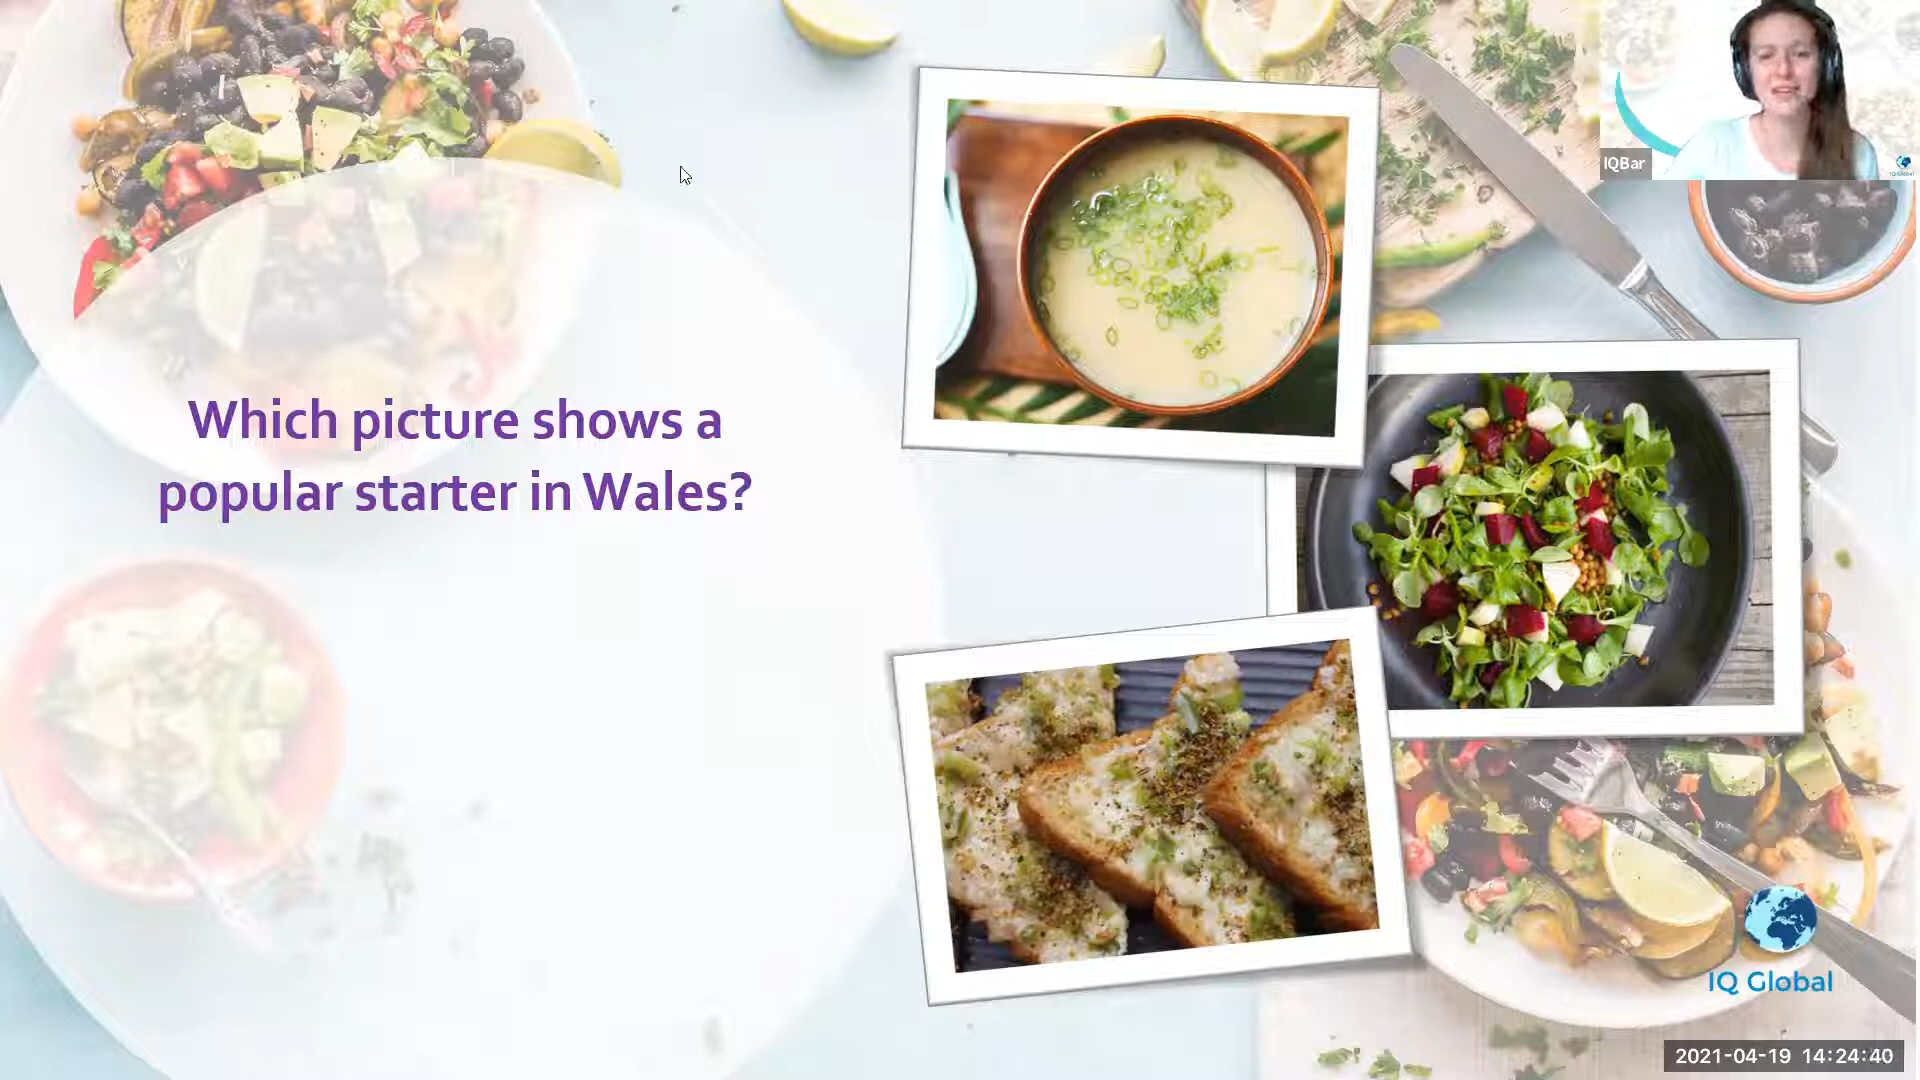 IQBar
Which picture shows a
popular starter in Wales?
IQ Global
2021-04-19 14:24:40